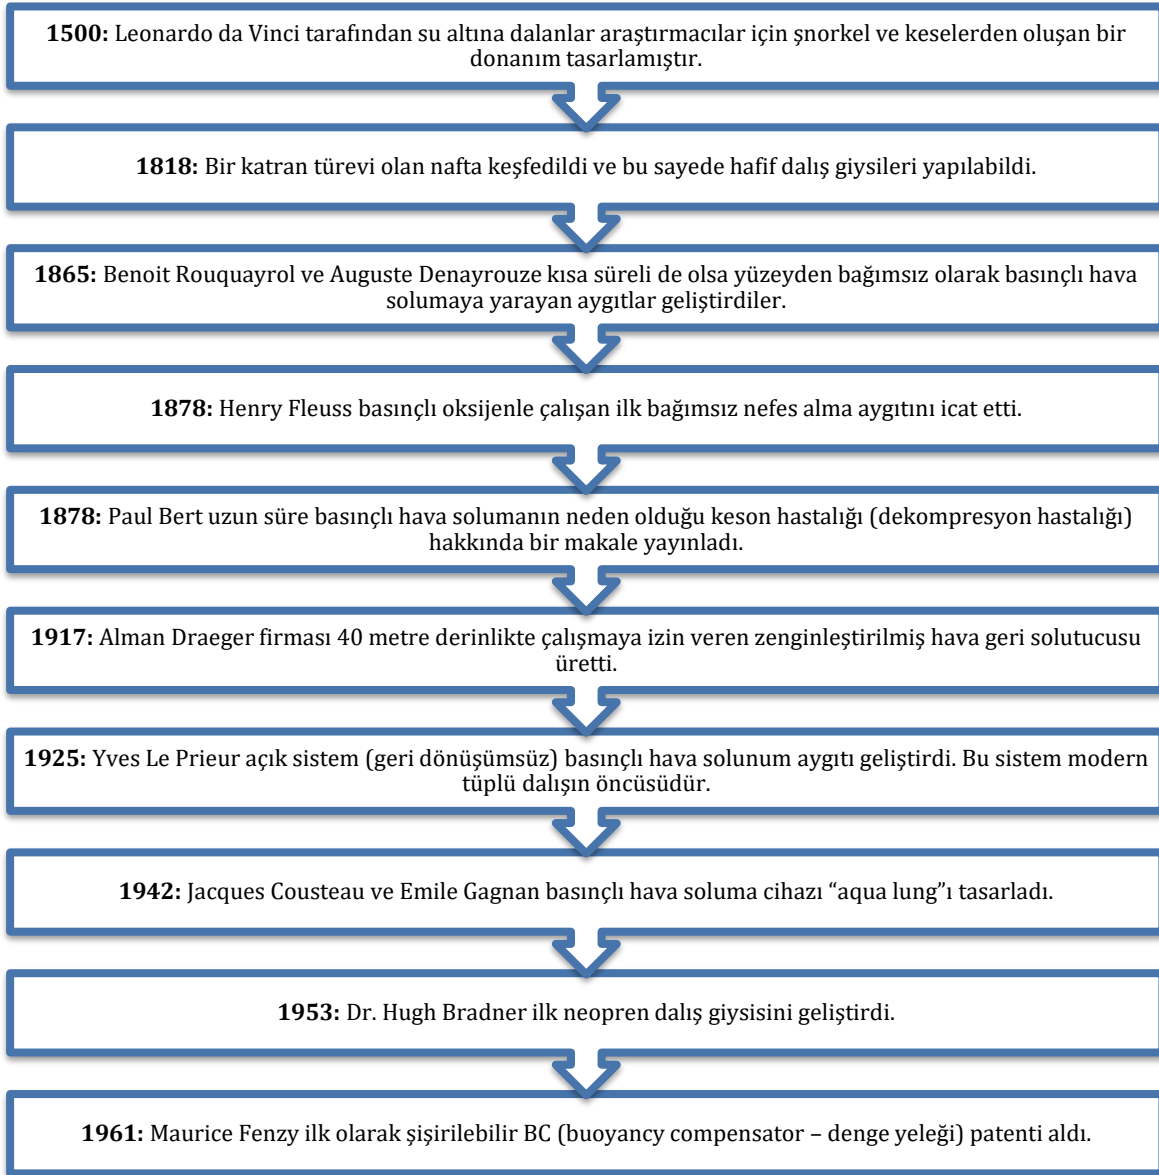 1500: Leonardo da Vinci tarafından su altına dalanlar araştırmacılar için şnorkel ve keselerden oluşan bir
donanım tasarlamıştır.
1818: Bir katran türevi olan nafta keşfedildi ve bu sayede hafif dalış giysileri yapılabildi.
1865: Benoit Rouquayrol ve Auguste Denayrouze kısa süreli de olsa yüzeyden bağımsız olarak basınçlı hava
solumaya yarayan aygıtlar geliştirdiler.
1878: Henry Fleuss basınçlı oksijenle çalışan ilk bağımsız nefes alma aygıtını icat etti.
1878: Paul Bert uzun süre basınçlı hava solumanın neden olduğu keson hastalığı (dekompresyon hastalığı)
hakkında bir makale yayınladı.
1917: Alman Draeger firması 40 metre derinlikte çalışmaya izin veren zenginleştirilmiş hava geri solutucusu
üretti.
1925: Yves Le Prieur açık sistem (geri dönüşümsüz) basınçlı hava solunum aygıtı geliştirdi. Bu sistem modern
tüplü dalışın öncüsüdür.
1942: Jacques Cousteau ve Emile Gagnan basınçlı hava soluma cihazı “aqua lung”ı tasarladı.
1953: Dr. Hugh Bradner ilk neopren dalış giysisini geliştirdi.
1961: Maurice Fenzy ilk olarak şişirilebilir BC (buoyancy compensator – denge yeleği) patenti aldı.